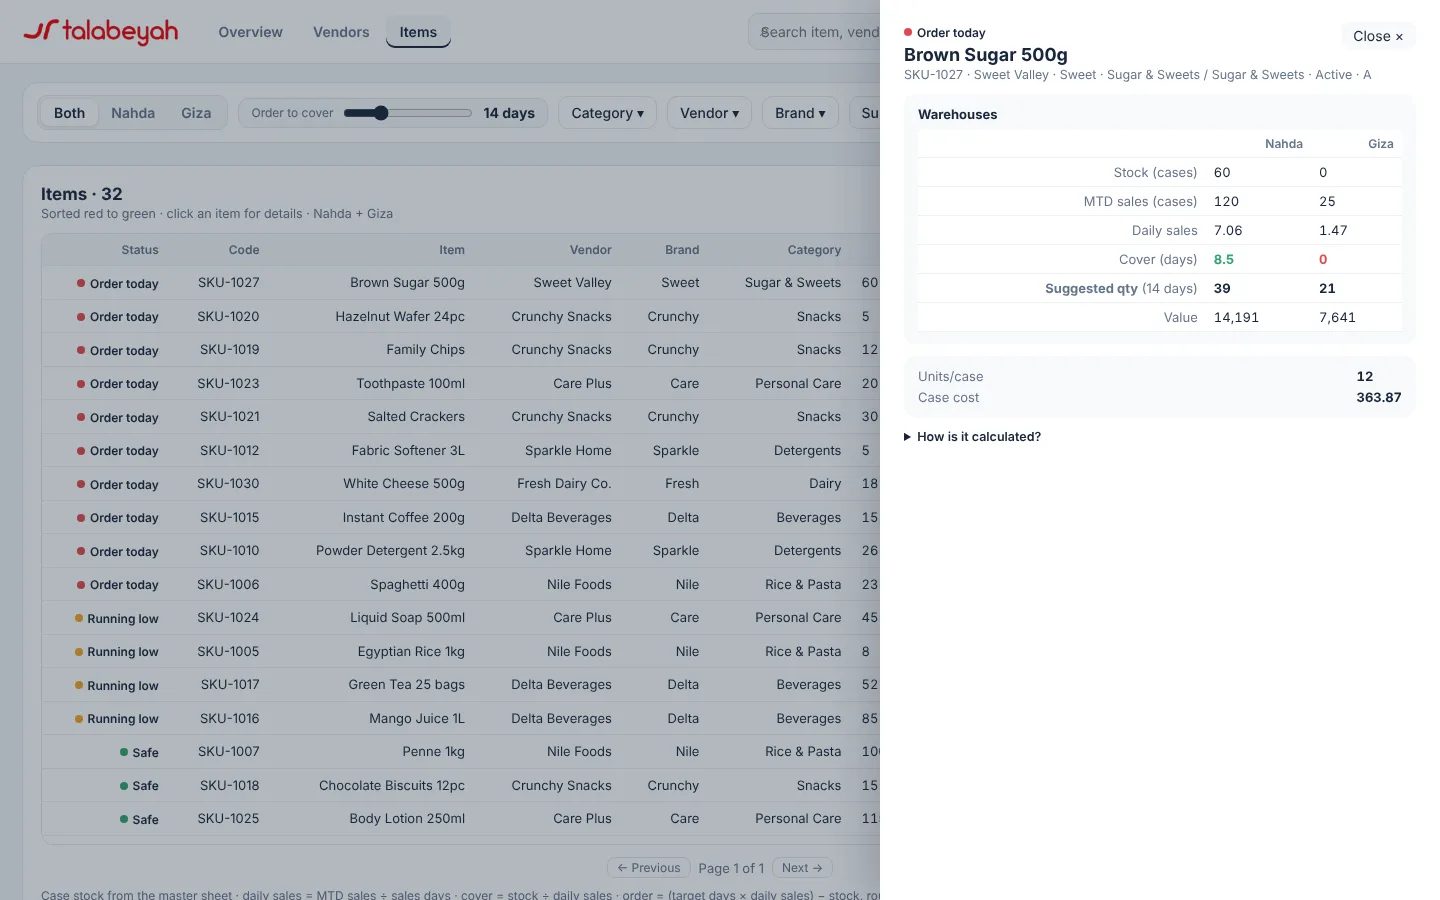 talabeyah Overview Vendors Items Search item, vend
Both Nahda Giza Order to cover 14 days Category ▾ Vendor ▾ Brand ▾ Su
Items · 32
Sorted red to green · click an item for details · Nahda + Giza
Status Code Item Vendor Brand Category
Order today SKU-1027 Brown Sugar 500g Sweet Valley Sweet Sugar & Sweets 60
Order today SKU-1020 Hazelnut Wafer 24pc Crunchy Snacks Crunchy Snacks 5
Order today SKU-1019 Family Chips Crunchy Snacks Crunchy Snacks 12
Order today SKU-1023 Toothpaste 100ml Care Plus Care Personal Care 20
Order today SKU-1021 Salted Crackers Crunchy Snacks Crunchy Snacks 30
Order today SKU-1012 Fabric Softener 3L Sparkle Home Sparkle Detergents 5
Order today SKU-1030 White Cheese 500g Fresh Dairy Co. Fresh Dairy 18
Order today SKU-1015 Instant Coffee 200g Delta Beverages Delta Beverages 15
Order today SKU-1010 Powder Detergent 2.5kg Sparkle Home Sparkle Detergents 26
Order today SKU-1006 Spaghetti 400g Nile Foods Nile Rice & Pasta 23
Running low SKU-1024 Liquid Soap 500ml Care Plus Care Personal Care 45
Running low SKU-1005 Egyptian Rice 1kg Nile Foods Nile Rice & Pasta 8
Running low SKU-1017 Green Tea 25 bags Delta Beverages Delta Beverages 52
Running low SKU-1016 Mango Juice 1L Delta Beverages Delta Beverages 85
Safe SKU-1007 Penne 1kg Nile Foods Nile Rice & Pasta 10
Safe SKU-1018 Chocolate Biscuits 12pc Crunchy Snacks Crunchy Snacks 15
Safe SKU-1025 Body Lotion 250ml Care Plus Care Personal Care 11
← Previous Page 1 of 1 Next →
Case stock from the master sheet · daily sales = MTD sales ÷ sales days · cover = stock ÷ daily sales · order = (target days × daily sales) − stock, rou
Order today
Close ×
Brown Sugar 500g
SKU-1027 · Sweet Valley · Sweet · Sugar & Sweets / Sugar & Sweets · Active · A
Warehouses
Nahda Giza
Stock (cases) 60 0
MTD sales (cases) 120 25
Daily sales 7.06 1.47
Cover (days) 8.5 0
Suggested qty (14 days) 39 21
Value 14,191 7,641
Units/case 12
Case cost 363.87
▶ How is it calculated?